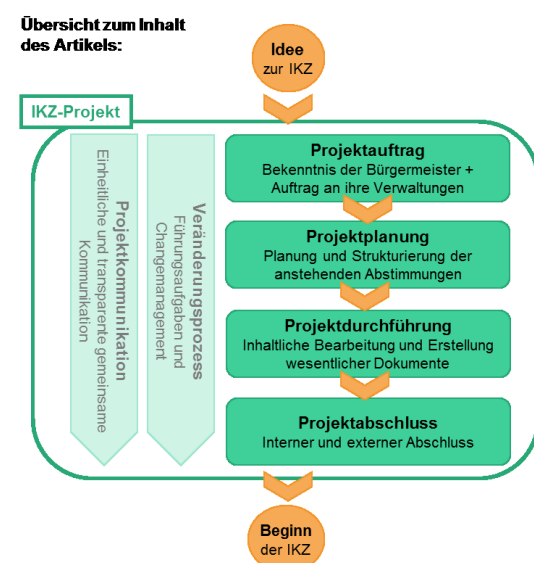 Übersicht zum Inhalt
des Artikels:
Idee
zur IKZ
IKZ-Projekt
Projektkommunikation
Einheitliche und transparente gemeinsame
Kommunikation
Veränderungsprozess
Führungsaufgaben und
Changemanagement
Projektauftrag
Bekenntnis der Bürgermeister +
Auftrag an ihre Verwaltungen
Projektplanung
Planung und Strukturierung der
anstehenden Abstimmungen
Projektdurchführung
Inhaltliche Bearbeitung und Erstellung
wesentlicher Dokumente
Projektabschluss
Interner und externer Abschluss
Beginn
der IKZ